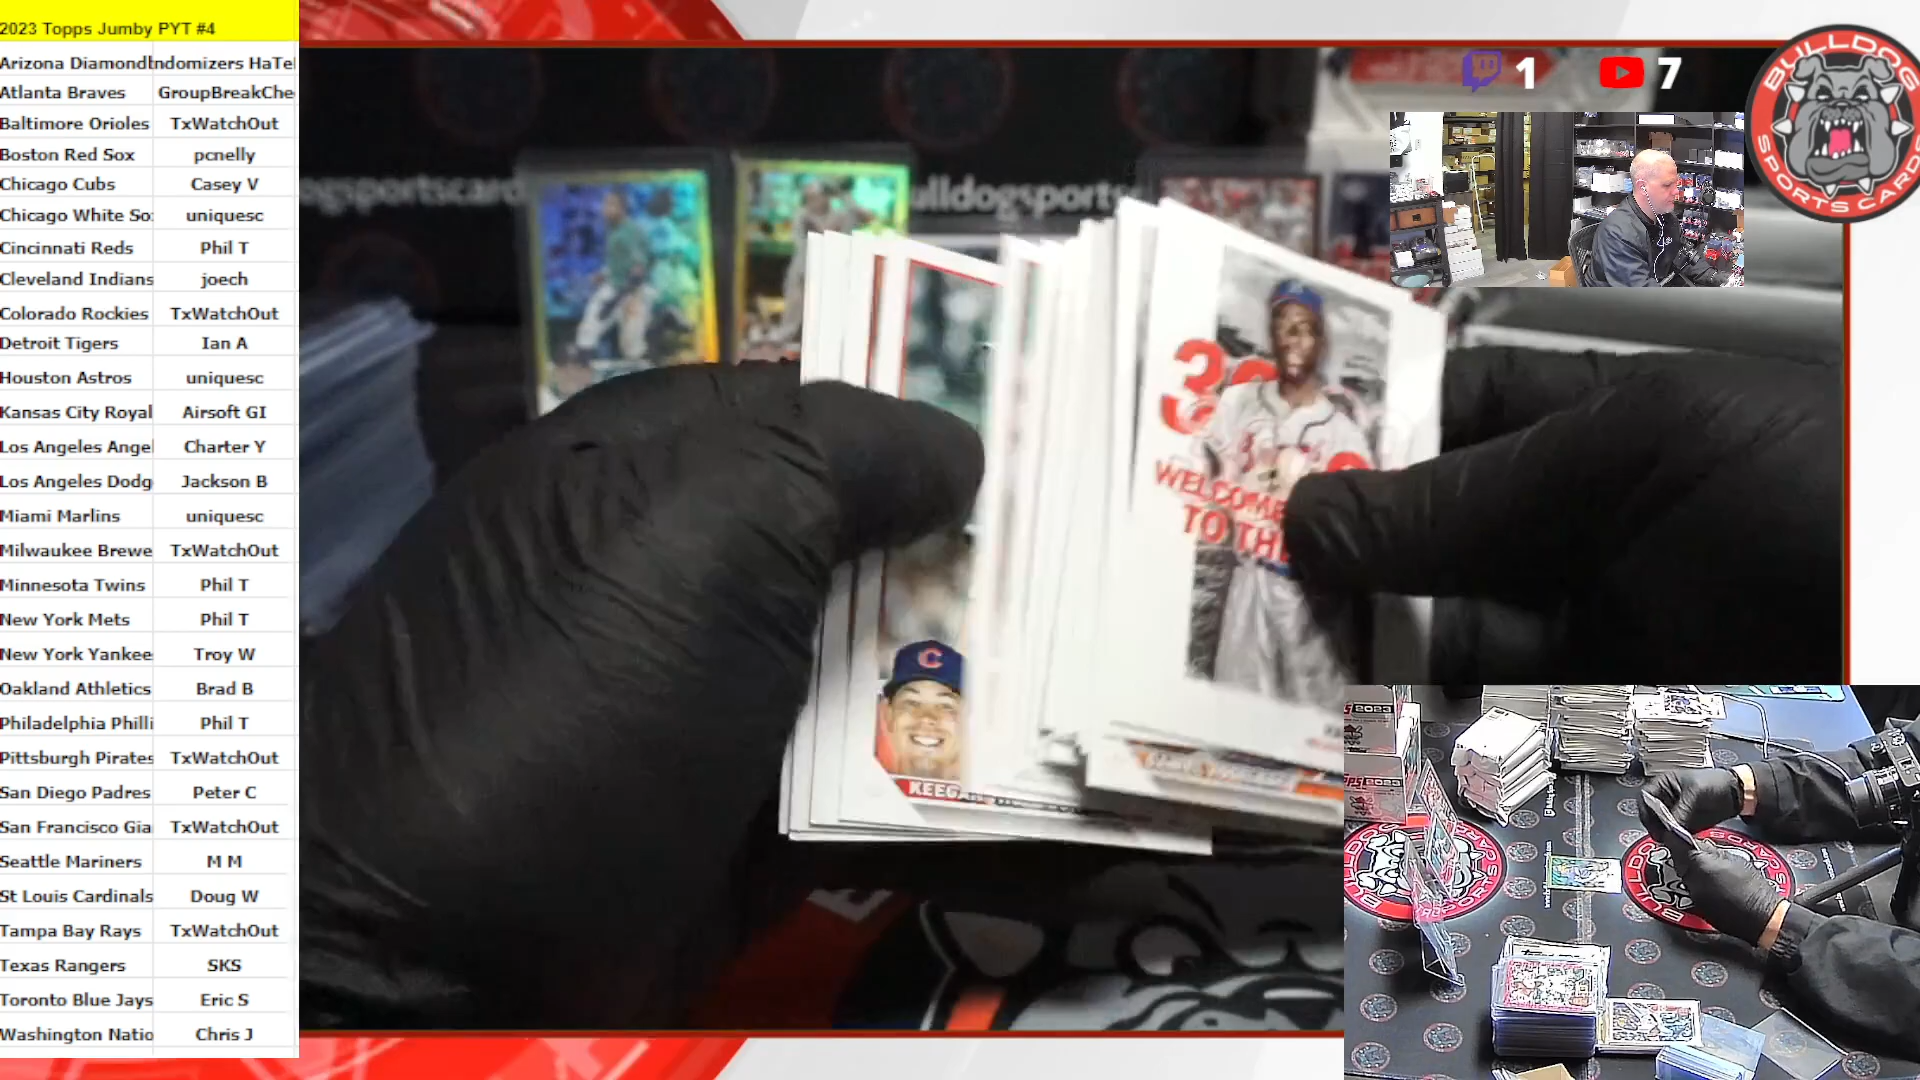 2023 Topps Jumby PYT #4
Arizona Diamondb ndomizers HaTe
Atlanta Braves GroupBreakChe
Baltimore Orioles TxWatchOut
Boston Red Sox pcnelly
Chicago Cubs Casey V
Chicago White So uniquesc
Cincinnati Reds Phil T
Cleveland Indians joech
Colorado Rockies TxWatchOut
Detroit Tigers Ian A
Houston Astros uniquesc
Kansas City Royal Airsoft GI
Los Angeles Angel Charter Y
Los Angeles Dodg Jackson B
Miami Marlins uniquesc
Milwaukee Brewe TxWatchOut
Minnesota Twins Phil T
New York Mets Phil T
New York Yankee Troy W
Oakland Athletics Brad B
Philadelphia Philli Phil T
Pittsburgh Pirates TxWatchOut
San Diego Padres Peter C
San Francisco Gia TxWatchOut
Seattle Mariners M M
St Louis Cardinals Doug W
Tampa Bay Rays TxWatchOut
Texas Rangers SKS
Toronto Blue Jays Eric S
Washington Natio Chris J
1 7
BULLDOG
SPORTS CARDS
ogsportscard
ulldogsports
WELCOME
TO THE
C
KEEGAN